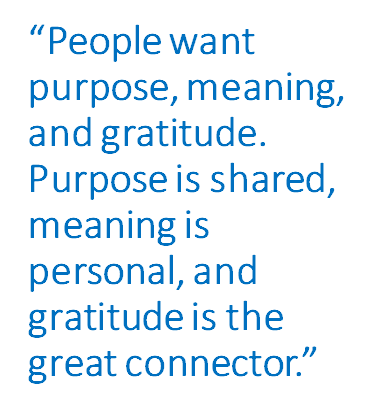 “People want
purpose, meaning,
and gratitude.
Purpose is shared,
meaning is
personal, and
gratitude is the
great connector.”